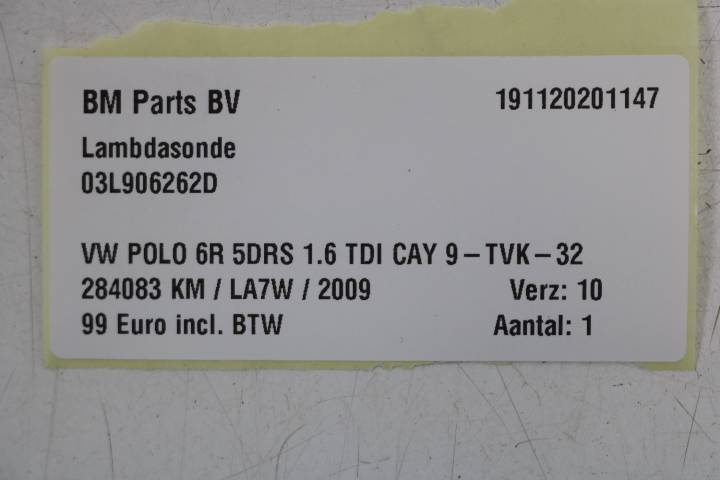 BM Parts BV 191120201147
Lambdasonde
03L906262D
VW POLO 6R 5DRS 1.6 TDI CAY 9-TVK-32
284083 KM / LA7W / 2009 Verz: 10
99 Euro incl. BTW Aantal: 1